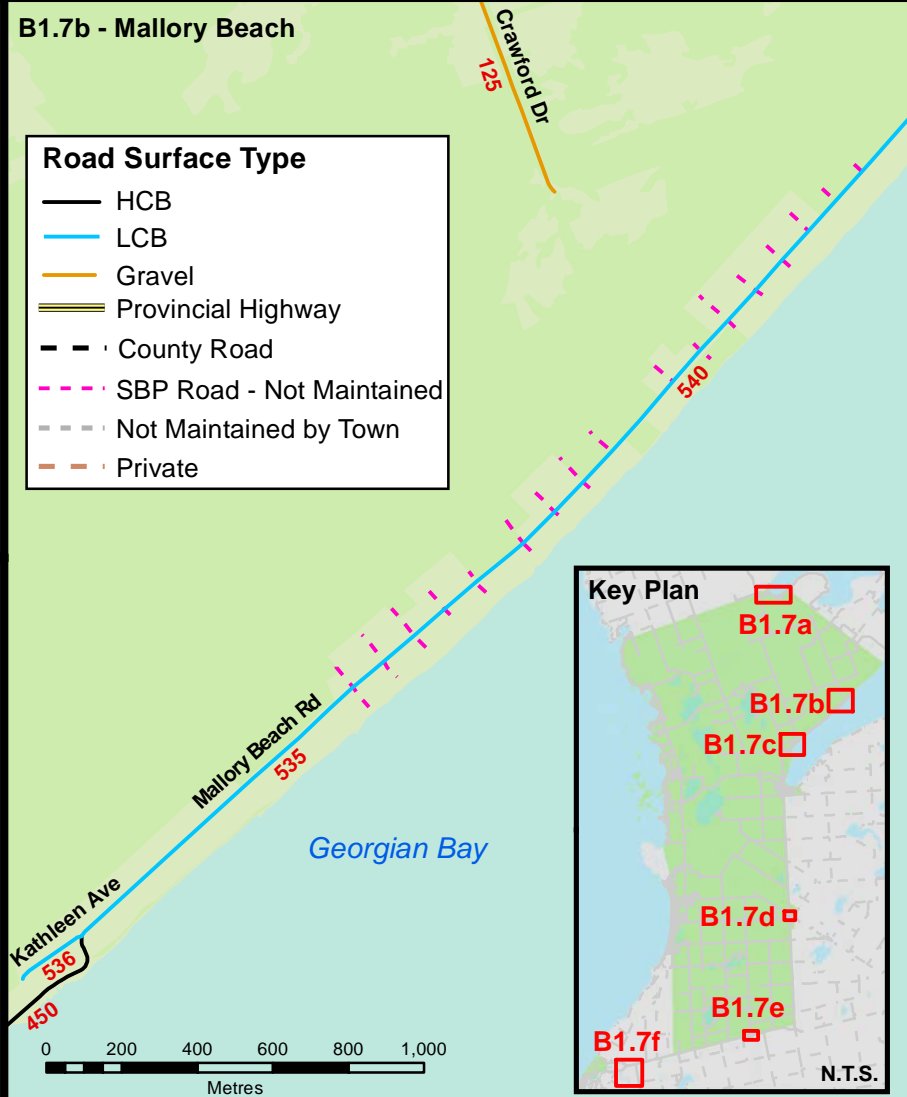 B1.7b - Mallory Beach
Crawford Dr
125
Road Surface Type
HCB
LCB
Gravel
Provincial Highway
County Road
SBP Road - Not Maintained
Not Maintained by Town
Private
540
Mallory Beach Rd
535
Georgian Bay
Kathleen Ave
536
450
0 200 400 600 800 1,000
Metres
Key Plan
B1.7a
B1.7b
B1.7c
B1.7d
B1.7e
B1.7f
N.T.S.